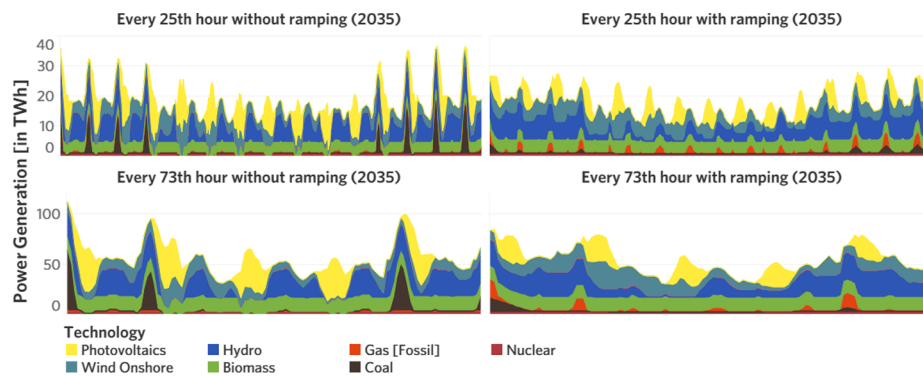 Every 25th hour without ramping (2035)
Every 25th hour with ramping (2035)
40
30
20
10
0
Every 73th hour without ramping (2035)
Every 73th hour with ramping (2035)
100
50
0
Power Generation [in TWh]
Technology
Photovoltaics
Hydro
Gas [Fossil]
Nuclear
Wind Onshore
Biomass
Coal